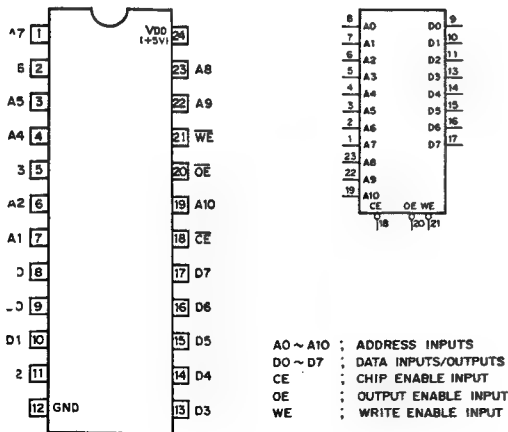 A7 1 VDD (+5V) 24
6 2 23 A8
A5 3 22 A9
A4 4 21 WE
3 5 20 OE
A2 6 19 A10
A1 7 18 CE
8 17 D7
9 16 D6
D1 10 15 D5
2 11 14 D4
12 GND 13 D3
8 A0 D0 9
7 A1 D1 10
6 A2 D2 11
5 A3 D3 13
4 A4 D4 14
3 A5 D5 15
2 A6 D6 16
1 A7 D7 17
23 A8
22 A9
19 A10
CE OE WE
18 20 21
A0 ~ A10 ; ADDRESS INPUTS
D0 ~ D7 ; DATA INPUTS/OUTPUTS
CE ; CHIP ENABLE INPUT
OE ; OUTPUT ENABLE INPUT
WE ; WRITE ENABLE INPUT